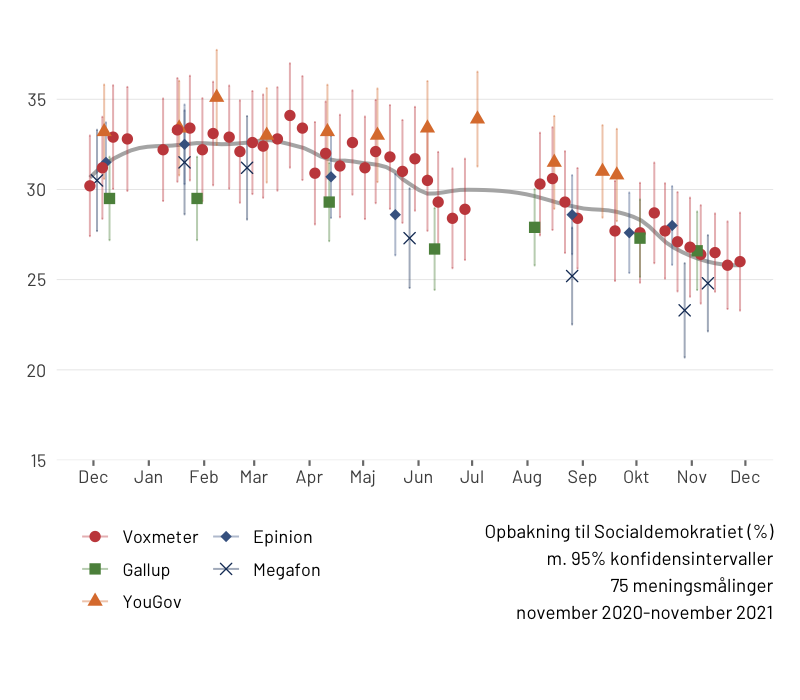 35
30
25
20
15
Dec Jan Feb Mar Apr Maj Jun Jul Aug Sep Okt Nov Dec
Voxmeter Epinion
Gallup Megafon
YouGov
Opbakning til Socialdemokratiet (%)
m. 95% konfidensintervaller
75 meningsmålinger
november 2020-november 2021